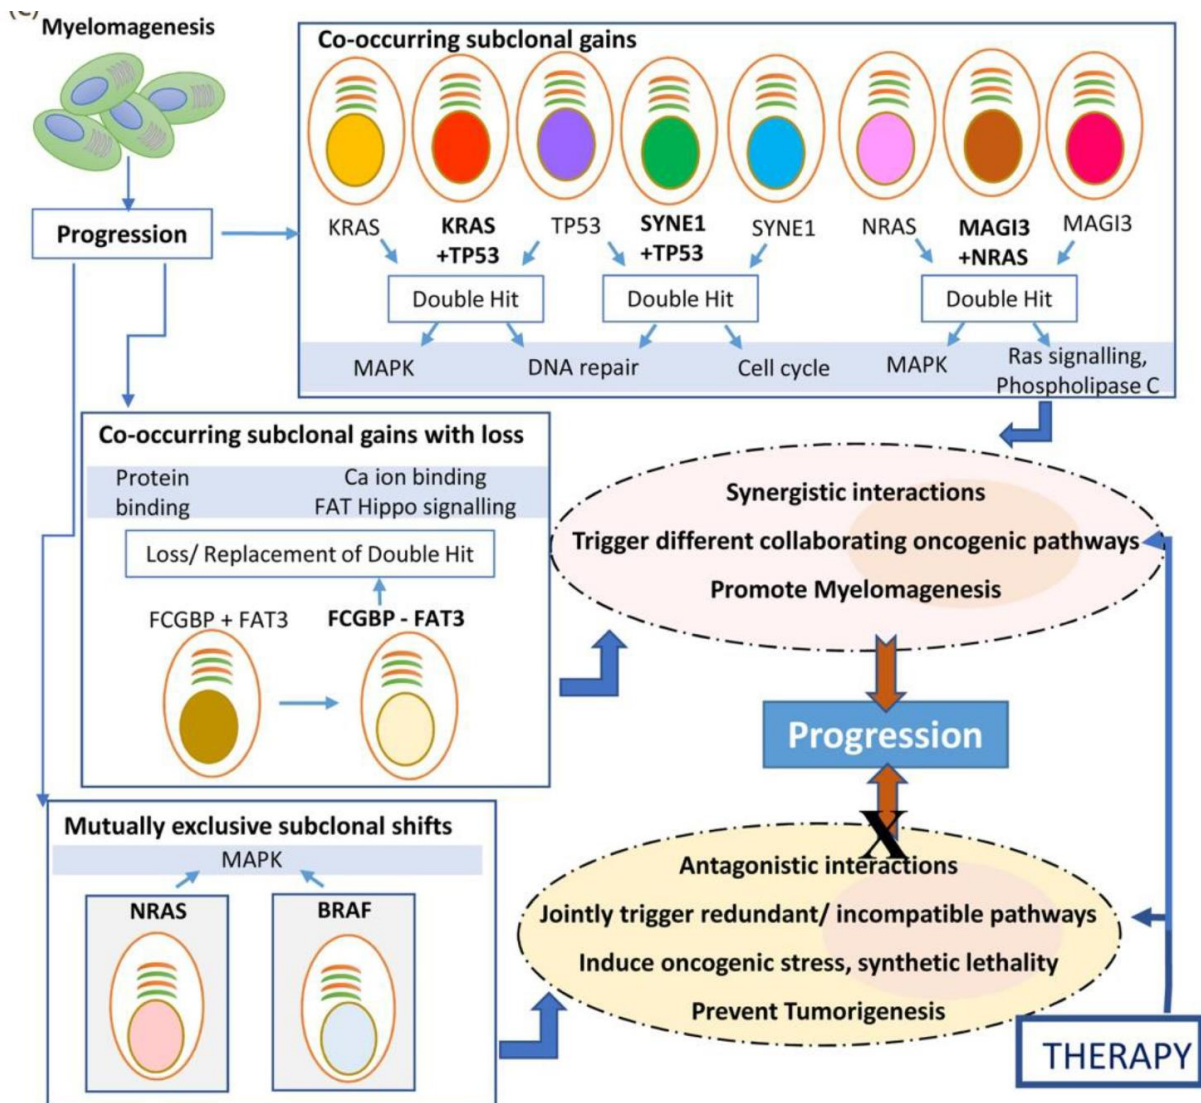 (C)
Myelomagenesis
Progression
Co-occurring subclonal gains
KRAS
KRAS
+TP53
TP53
SYNE1
+TP53
SYNE1
NRAS
MAGI3
+NRAS
MAGI3
Double Hit
Double Hit
Double Hit
MAPK
DNA repair
Cell cycle
MAPK
Ras signalling,
Phospholipase C
Co-occurring subclonal gains with loss
Protein
binding
Ca ion binding
FAT Hippo signalling
Loss/ Replacement of Double Hit
FCGBP + FAT3
FCGBP - FAT3
Mutually exclusive subclonal shifts
MAPK
NRAS
BRAF
Synergistic interactions
Trigger different collaborating oncogenic pathways
Promote Myelomagenesis
Progression
X
Antagonistic interactions
Jointly trigger redundant/ incompatible pathways
Induce oncogenic stress, synthetic lethality
Prevent Tumorigenesis
THERAPY